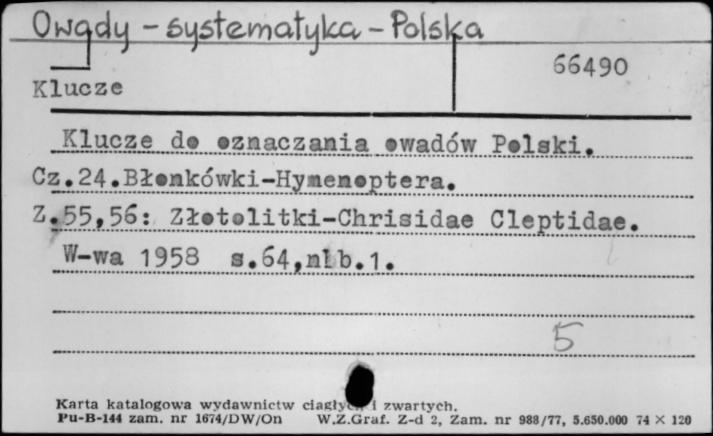 Owady – systematyka – Polska
66490
Klucze
Klucze do oznaczania owadów Polski.
Cz.24.Błonkówki-Hymenoptera.
Z.55,56: Złotolitki-Chrisidae Cleptidae.
W-wa 1958 s.64,nlb.1.
5
Karta katalogowa wydawnictw ciągłych i zwartych.
Pu-B-144 zam. nr 1674/DW/On W.Z.Graf. Z-d 2, Zam. nr 988/77, 5.650.000 74 × 120